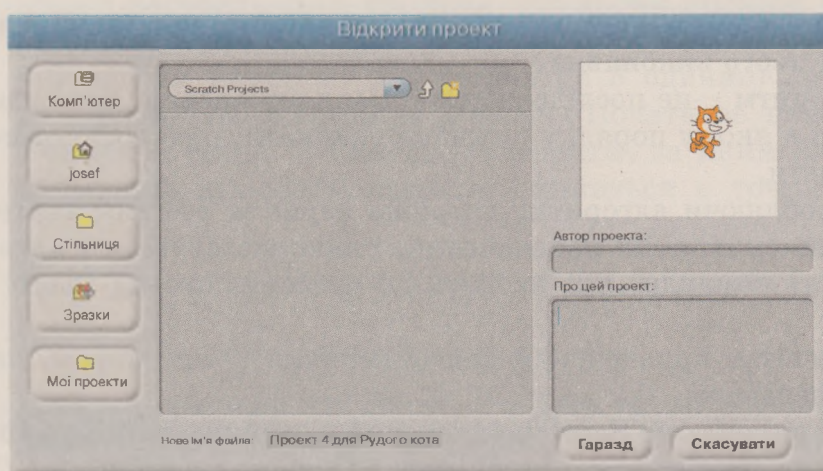 Відкрити проект
Комп'ютер
josef
Стільниця
Зразки
Мої проекти
Scratch Projects
Автор проекта:
Про цей проект:
Нове ім'я файла: Проект 4 для Рудого кота
Гаразд
Скасувати